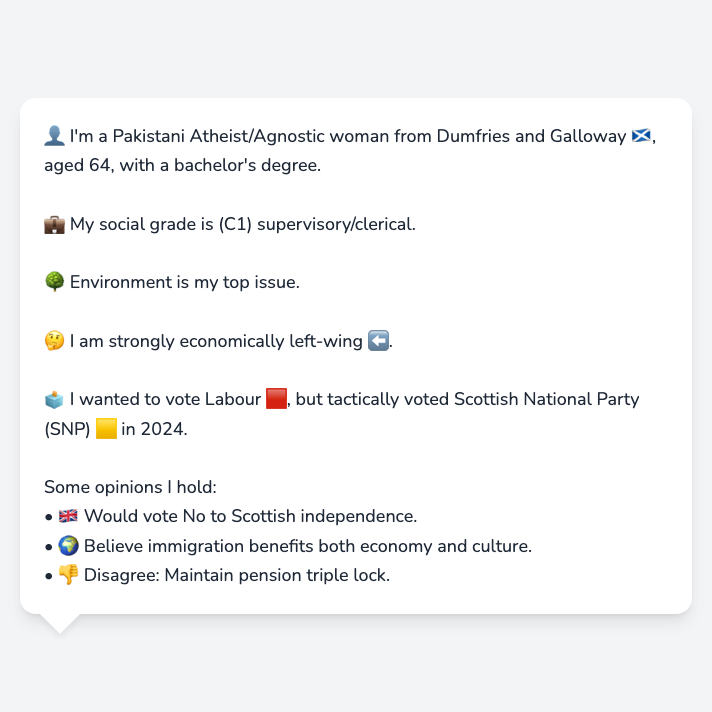 👤 I'm a Pakistani Atheist/Agnostic woman from Dumfries and Galloway 🏴󠁧󠁢󠁳󠁣󠁴󠁿,
aged 64, with a bachelor's degree.
💼 My social grade is (C1) supervisory/clerical.
🌳 Environment is my top issue.
🤔 I am strongly economically left-wing ⬅️.
🗳️ I wanted to vote Labour 🟥, but tactically voted Scottish National Party
(SNP) 🟨 in 2024.
Some opinions I hold:
• 🇬🇧 Would vote No to Scottish independence.
• 🌍 Believe immigration benefits both economy and culture.
• 👎 Disagree: Maintain pension triple lock.